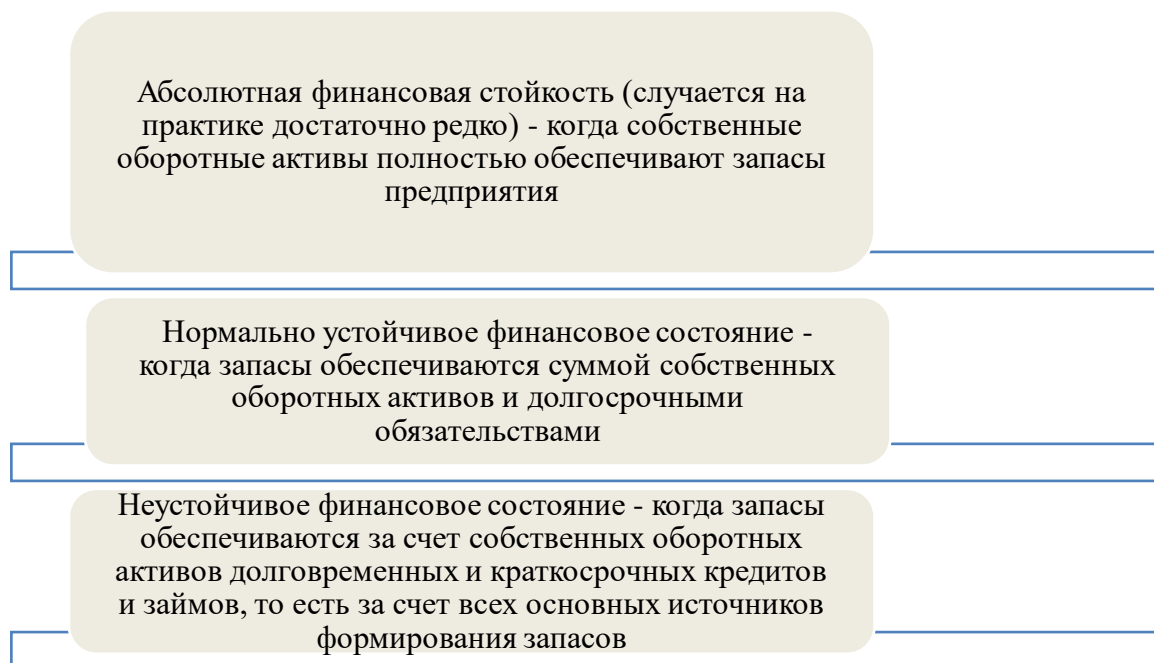 Абсолютная финансовая стойкость (случается на
практике достаточно редко) - когда собственные
оборотные активы полностью обеспечивают запасы
предприятия
Нормально устойчивое финансовое состояние -
когда запасы обеспечиваются суммой собственных
оборотных активов и долгосрочными
обязательствами
Неустойчивое финансовое состояние - когда запасы
обеспечиваются за счет собственных оборотных
активов долговременных и краткосрочных кредитов
и займов, то есть за счет всех основных источников
формирования запасов